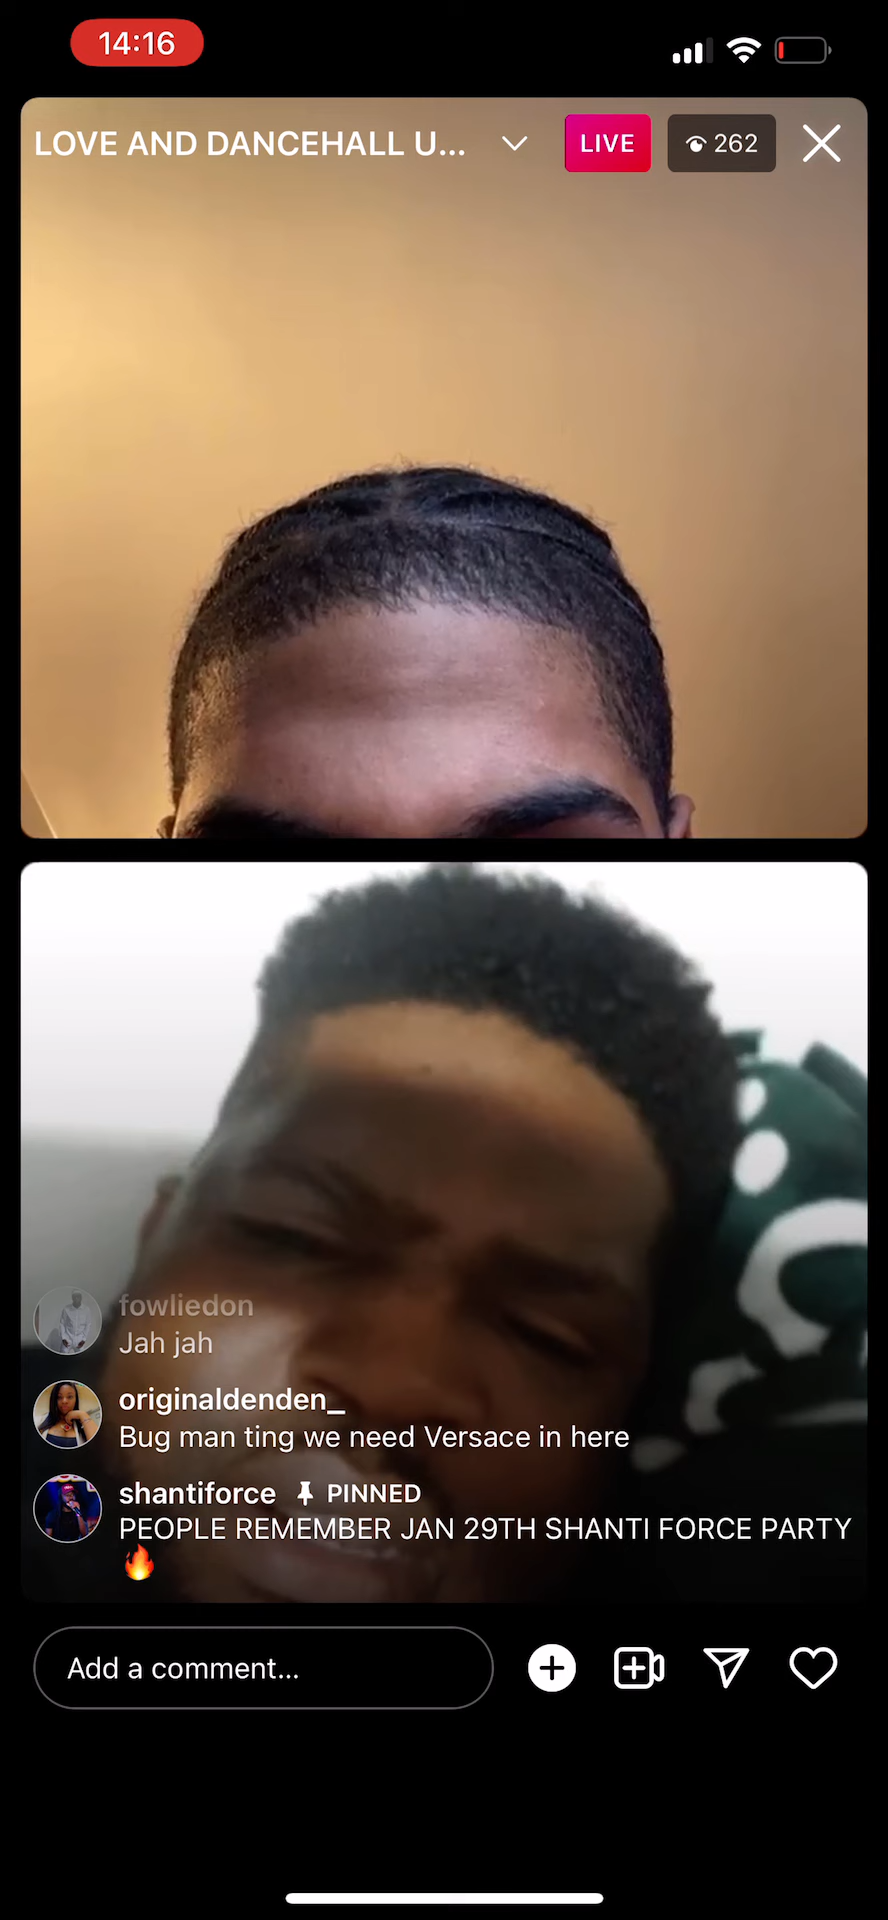 14:16
LOVE AND DANCEHALL U...
LIVE
262
fowliedon
Jah jah
originaldenden_
Bug man ting we need Versace in here
shantiforce PINNED
PEOPLE REMEMBER JAN 29TH SHANTI FORCE PARTY
🔥
Add a comment...